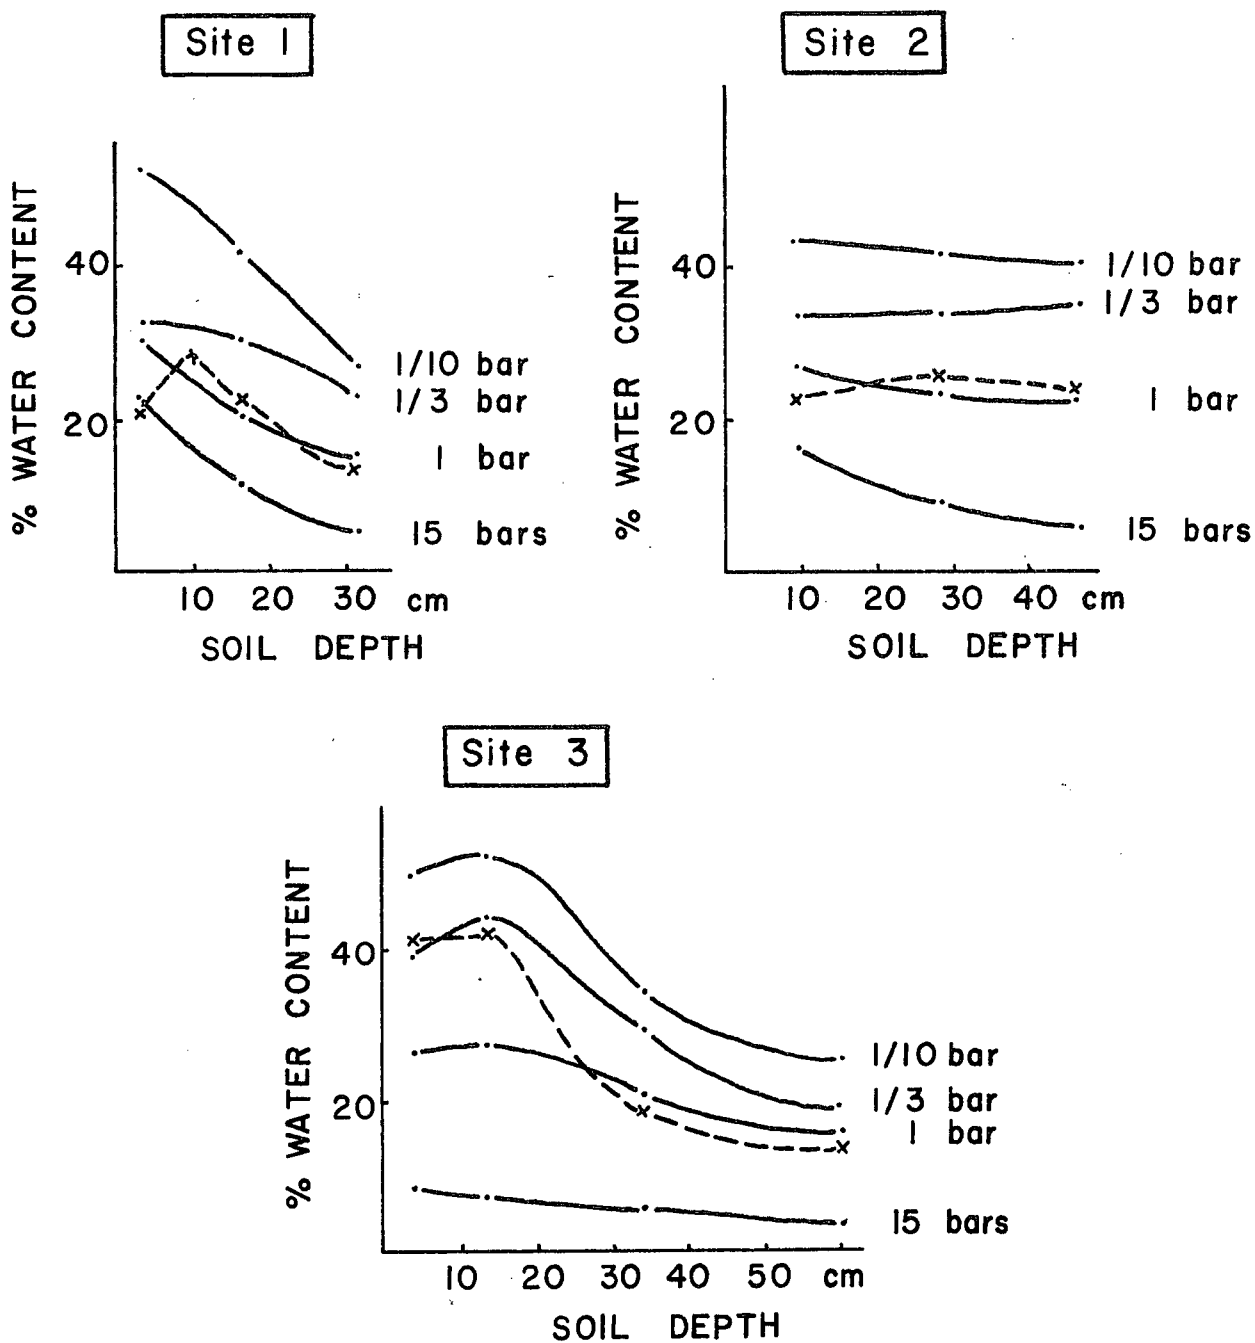 Site 1
% WATER CONTENT
40
20
1/10 bar
1/3 bar
1 bar
15 bars
10 20 30 cm
SOIL DEPTH
Site 2
% WATER CONTENT
40
20
1/10 bar
1/3 bar
1 bar
15 bars
10 20 30 40 cm
SOIL DEPTH
Site 3
% WATER CONTENT
40
20
1/10 bar
1/3 bar
1 bar
15 bars
10 20 30 40 50 cm
SOIL DEPTH